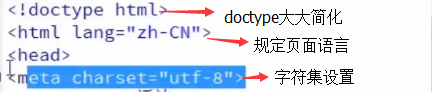 <!doctype html> doctype大大简化
<html lang="zh-CN"> 规定页面语言
<head>
<meta charset="utf-8"> 字符集设置